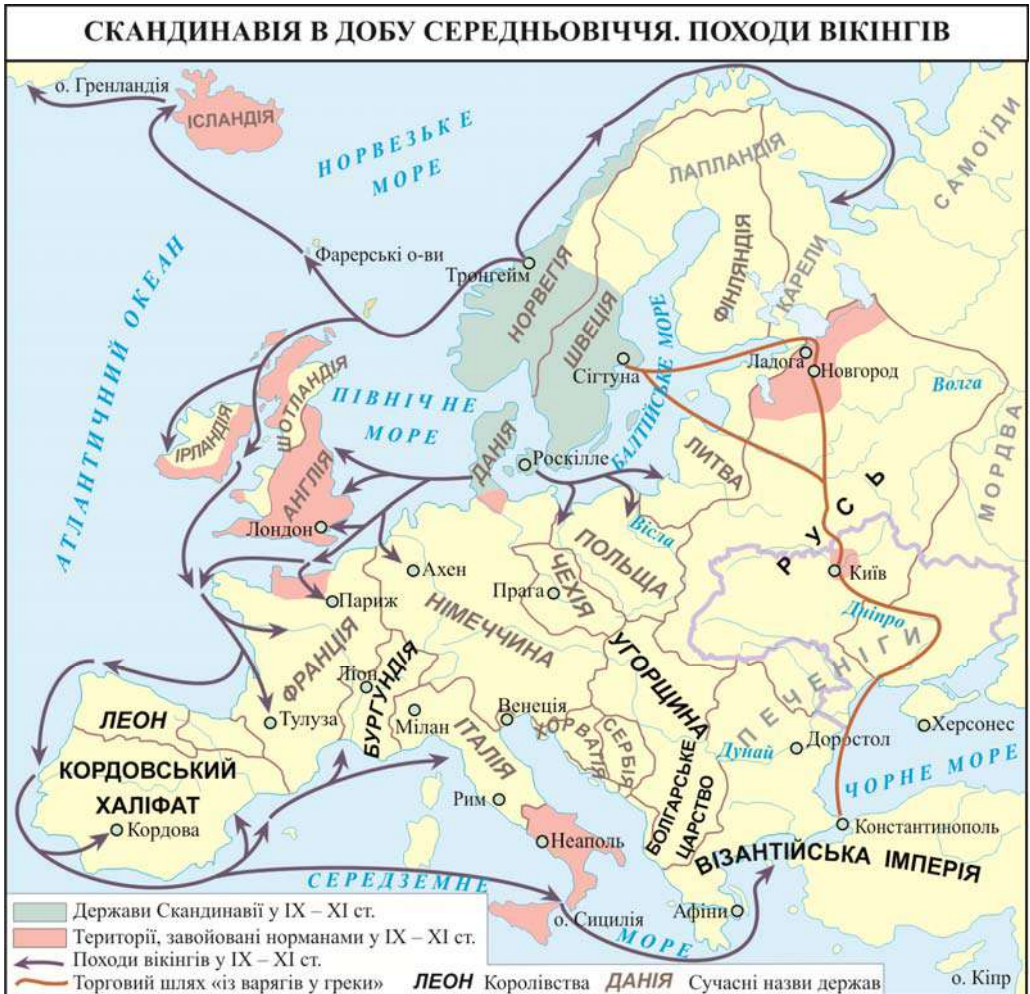 СКАНДИНАВІЯ В ДОБУ СЕРЕДНЬОВІЧЧЯ. ПОХОДИ ВІКІНГІВ
о. Гренландія
ІСЛАНДІЯ
НОРВЕЗЬКЕ
МОРЕ
ЛАПЛАНДІЯ
САМОЇДИ
АТЛАНТИЧНИЙ ОКЕАН
Фарерські о-ви
Тронгейм
НОРВЕГІЯ
ШВЕЦІЯ
ФІНЛЯНДІЯ
КАРЕЛИ
БАЛТІЙСЬКЕ МОРЕ
Сігтуна
Ладога
Новгород
Волга
МОРДВА
ШОТЛАНДІЯ
ІРЛАНДІЯ
АНГЛІЯ
ПІВНІЧНЕ
МОРЕ
ДАНІЯ
Роскілле
ЛИТВА
Лондон
Вісла
ПОЛЬЩА
РУСЬ
Київ
Дніпро
Ахен
Прага
ЧЕХІЯ
Париж
НІМЕЧЧИНА
ФРАНЦІЯ
Ліон
БУРГУНДІЯ
УГОРЩИНА
ПЕЧЕНІГИ
Тулуза
Мілан
Венеція
ХОРВАТІЯ
СЕРБІЯ
ІТАЛІЯ
Дунай
Доростол
Херсонес
ЧОРНЕ МОРЕ
ЛЕОН
КОРДОВСЬКИЙ
ХАЛІФАТ
Кордова
Рим
Неаполь
БОЛГАРСЬКЕ
ЦАРСТВО
Константинополь
ВІЗАНТІЙСЬКА ІМПЕРІЯ
СЕРЕДЗЕМНЕ
МОРЕ
о. Сицилія
Афіни
о. Кіпр
Держави Скандинавії у IX – XI ст.
Території, завойовані норманами у IX – XI ст.
Походи вікінгів у IX – XI ст.
Торговий шлях «із варягів у греки»
ЛЕОН Королівства
ДАНІЯ Сучасні назви держав